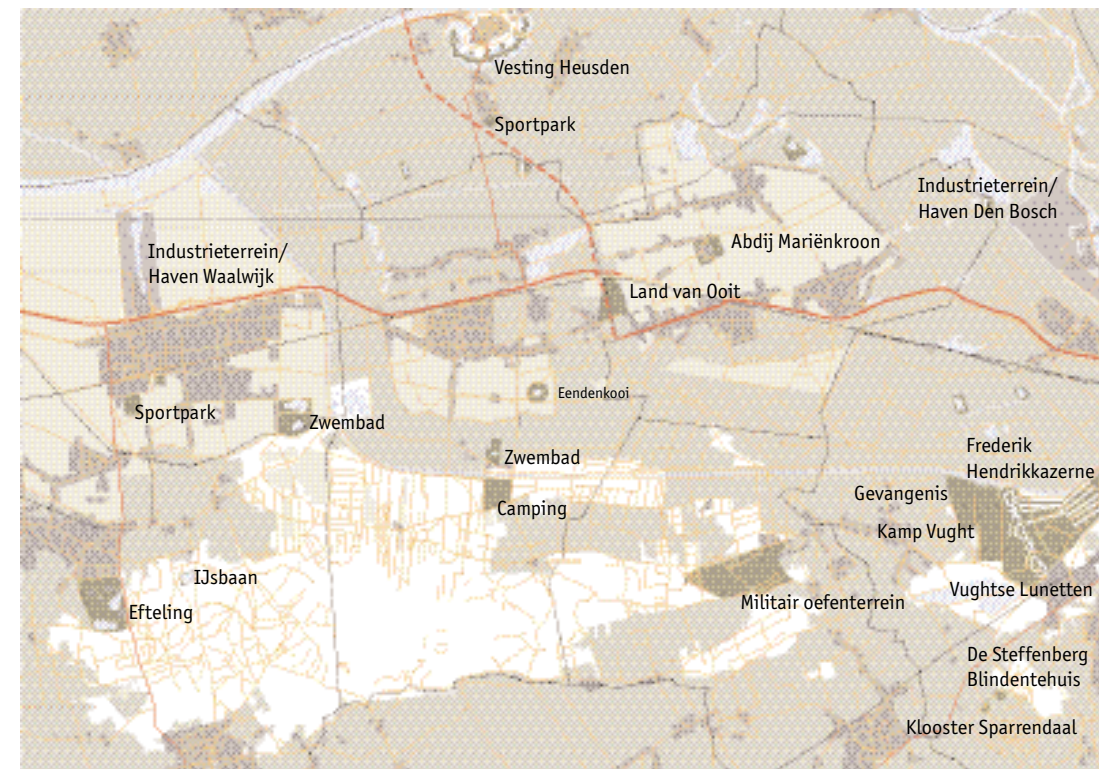 Vesting Heusden
Sportpark
Industrieterrein/
Haven Den Bosch
Abdij Mariënkroon
Industrieterrein/
Haven Waalwijk
Land van Ooit
Eendenkooi
Sportpark
Zwembad
Zwembad
Camping
Frederik
Hendrikkazerne
Gevangenis
Kamp Vught
IJsbaan
Efteling
Militair oefenterrein
Vughtse Lunetten
De Steffenberg
Blindentehuis
Klooster Sparrendaal